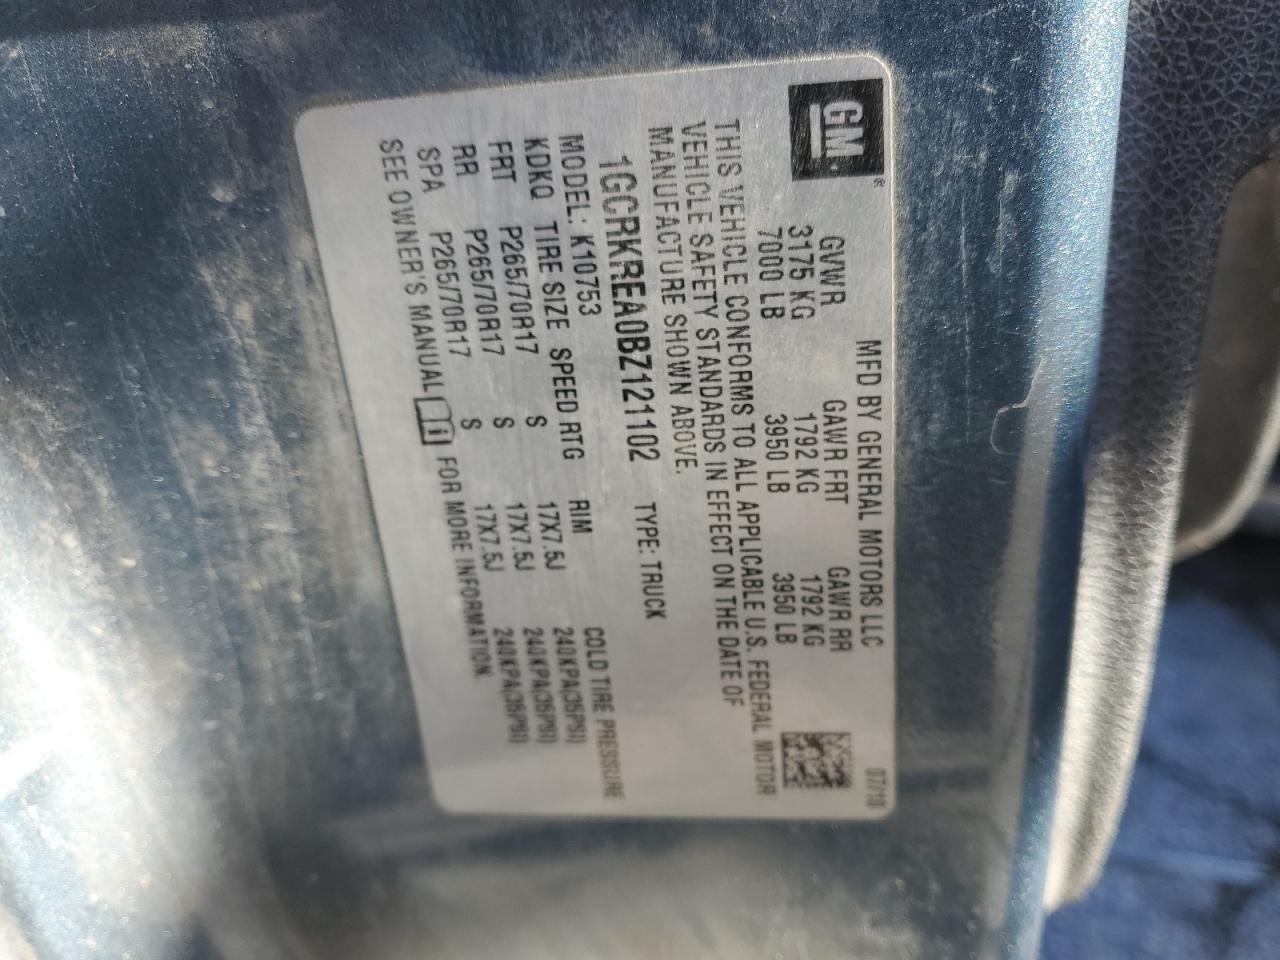 GM®
MFD BY GENERAL MOTORS LLC 07/10
GVWR GAWR FRT GAWR RR
3175 KG 1792 KG 1792 KG
7000 LB 3950 LB 3950 LB
THIS VEHICLE CONFORMS TO ALL APPLICABLE U.S. FEDERAL MOTOR
VEHICLE SAFETY STANDARDS IN EFFECT ON THE DATE OF
MANUFACTURE SHOWN ABOVE.
1GCRKREA0BZ121102 TYPE: TRUCK
MODEL: K10753
KDKQ TIRE SIZE SPEED RTG RIM COLD TIRE PRESSURE
FRT P265/70R17 S 17X7.5J 240KPA(35PSI)
RR P265/70R17 S 17X7.5J 240KPA(35PSI)
SPA P265/70R17 S 17X7.5J 240KPA(35PSI)
SEE OWNER'S MANUAL i FOR MORE INFORMATION.